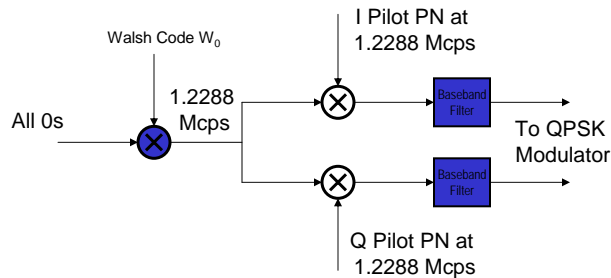 I Pilot PN at
1.2288 Mcps
Walsh Code W₀
1.2288
Mcps
Baseband
Filter
All 0s
To QPSK
Modulator
Baseband
Filter
Q Pilot PN at
1.2288 Mcps